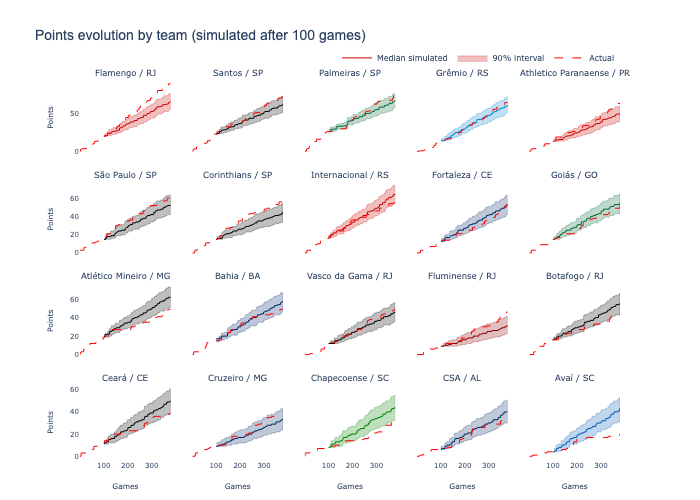 Points evolution by team (simulated after 100 games)
Median simulated 90% interval Actual
Flamengo / RJ Santos / SP Palmeiras / SP Grêmio / RS Athletico Paranaense / PR
Points
50
0
São Paulo / SP Corinthians / SP Internacional / RS Fortaleza / CE Goiás / GO
Points
60
40
20
0
Atlético Mineiro / MG Bahia / BA Vasco da Gama / RJ Fluminense / RJ Botafogo / RJ
Points
60
40
20
0
Ceará / CE Cruzeiro / MG Chapecoense / SC CSA / AL Avaí / SC
Points
60
40
20
0
100 200 300 100 200 300 100 200 300 100 200 300 100 200 300
Games Games Games Games Games